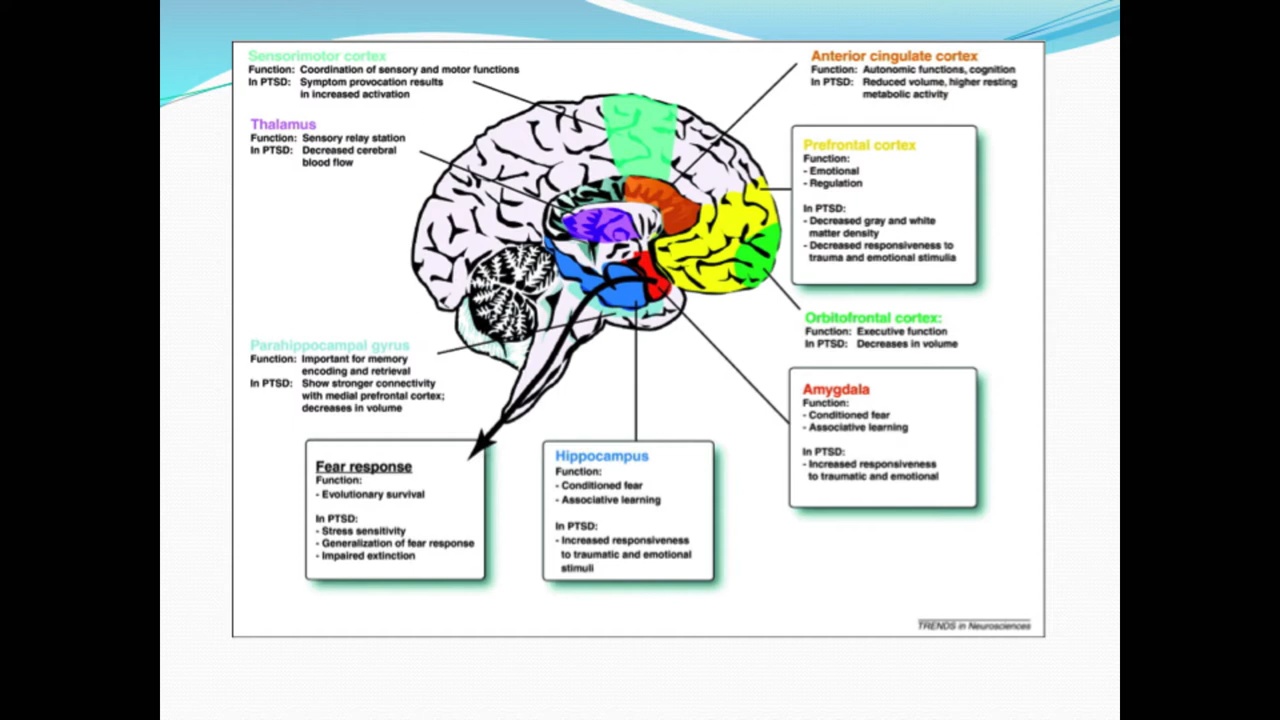 Sensorimotor cortex
Function: Coordination of sensory and motor functions
In PTSD: Symptom provocation results
in increased activation
Thalamus
Function: Sensory relay station
In PTSD: Decreased cerebral
blood flow
Anterior cingulate cortex
Function: Autonomic functions, cognition
In PTSD: Reduced volume, higher resting
metabolic activity
Prefrontal cortex
Function:
- Emotional
- Regulation
In PTSD:
- Decreased gray and white
matter density
- Decreased responsiveness to
trauma and emotional stimulia
Orbitofrontal cortex:
Function: Executive function
In PTSD: Decreases in volume
Parahippocampal gyrus
Function: Important for memory
encoding and retrieval
In PTSD: Show stronger connectivity
with medial prefrontal cortex;
decreases in volume
Amygdala
Function:
- Conditioned fear
- Associative learning
In PTSD:
- Increased responsiveness
to traumatic and emotional
Fear response
Function:
- Evolutionary survival
In PTSD:
- Stress sensitivity
- Generalization of fear response
- Impaired extinction
Hippocampus
Function:
- Conditioned fear
- Associative learning
In PTSD:
- Increased responsiveness
to traumatic and emotional
stimuli
TRENDS in Neurosciences